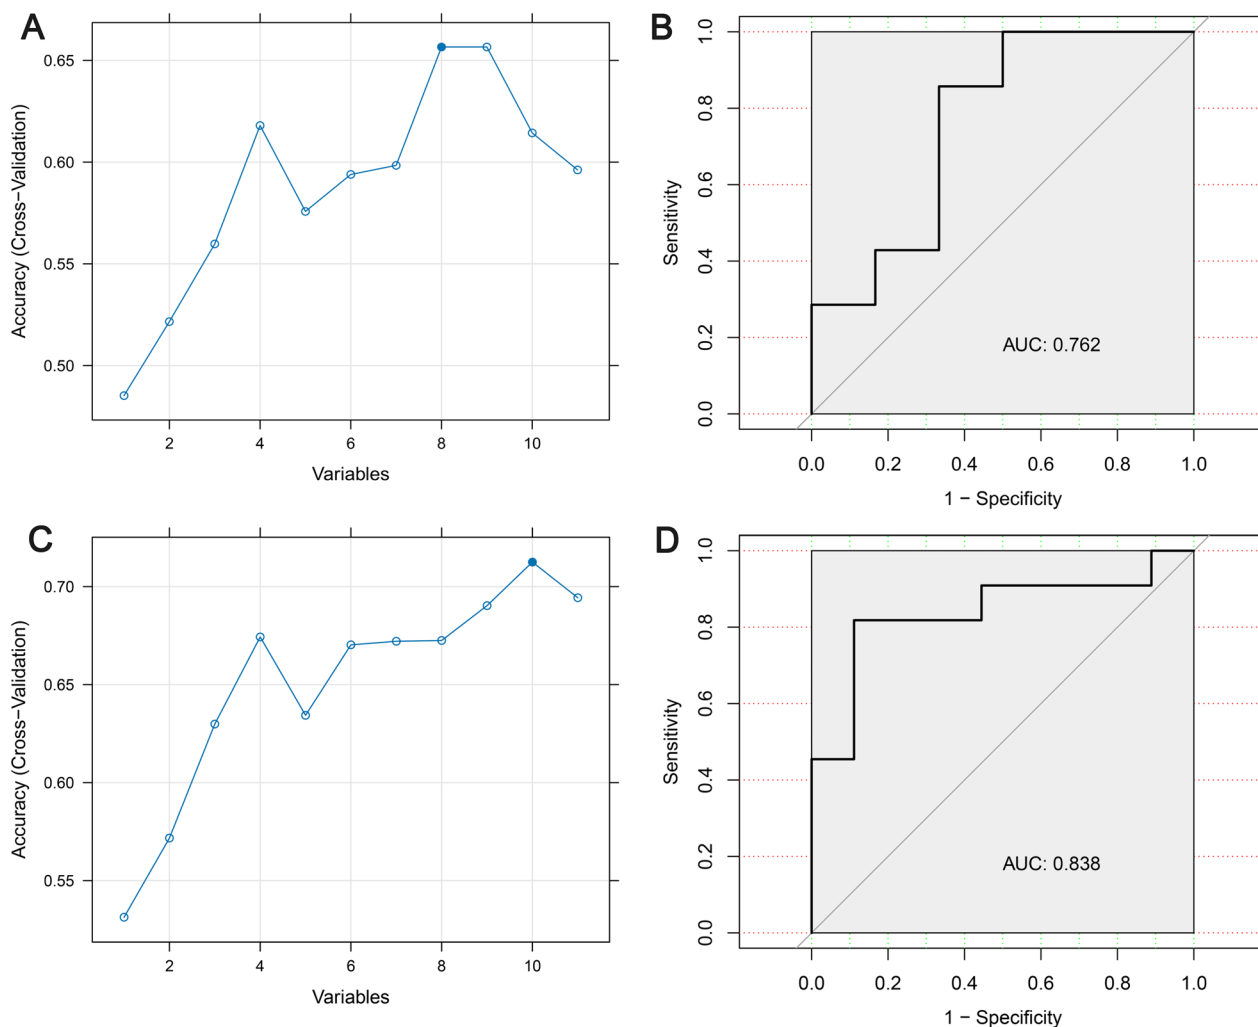 A
Accuracy (Cross−Validation)
0.65
0.60
0.55
0.50
2 4 6 8 10
Variables
B
Sensitivity
1.0
0.8
0.6
0.4
0.2
0.0
AUC: 0.762
0.0 0.2 0.4 0.6 0.8 1.0
1 − Specificity
C
Accuracy (Cross−Validation)
0.70
0.65
0.60
0.55
2 4 6 8 10
Variables
D
Sensitivity
1.0
0.8
0.6
0.4
0.2
0.0
AUC: 0.838
0.0 0.2 0.4 0.6 0.8 1.0
1 − Specificity